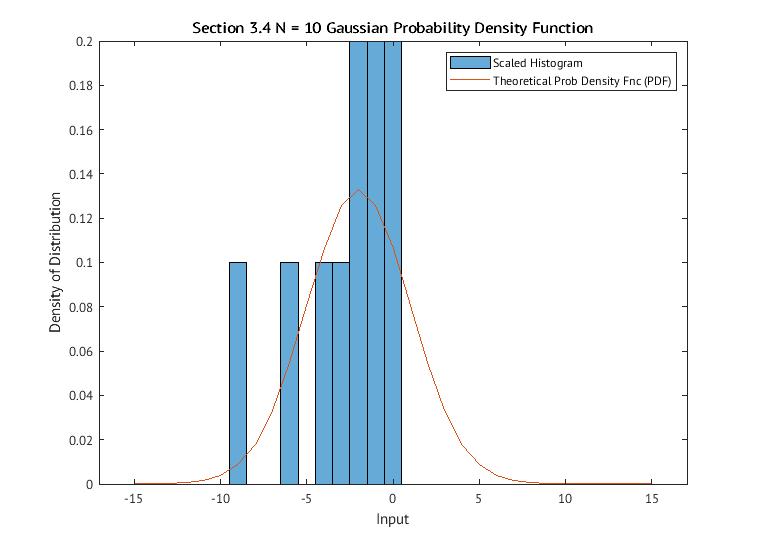 Section 3.4 N = 10 Gaussian Probability Density Function
Scaled Histogram
Theoretical Prob Density Fnc (PDF)
Density of Distribution
0.2
0.18
0.16
0.14
0.12
0.1
0.08
0.06
0.04
0.02
0
-15 -10 -5 0 5 10 15
Input